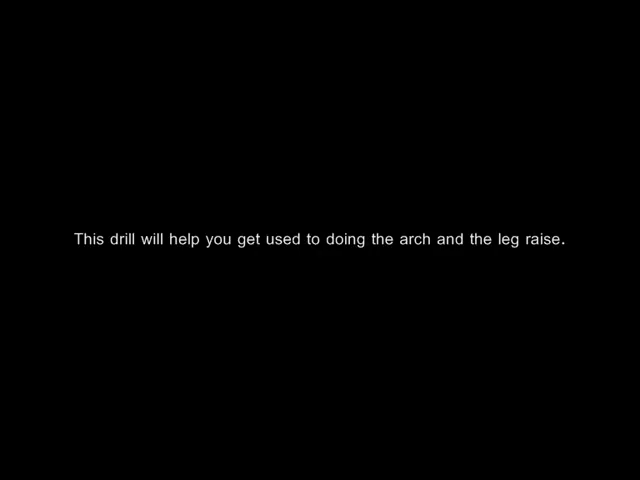 This drill will help you get used to doing the arch and the leg raise.